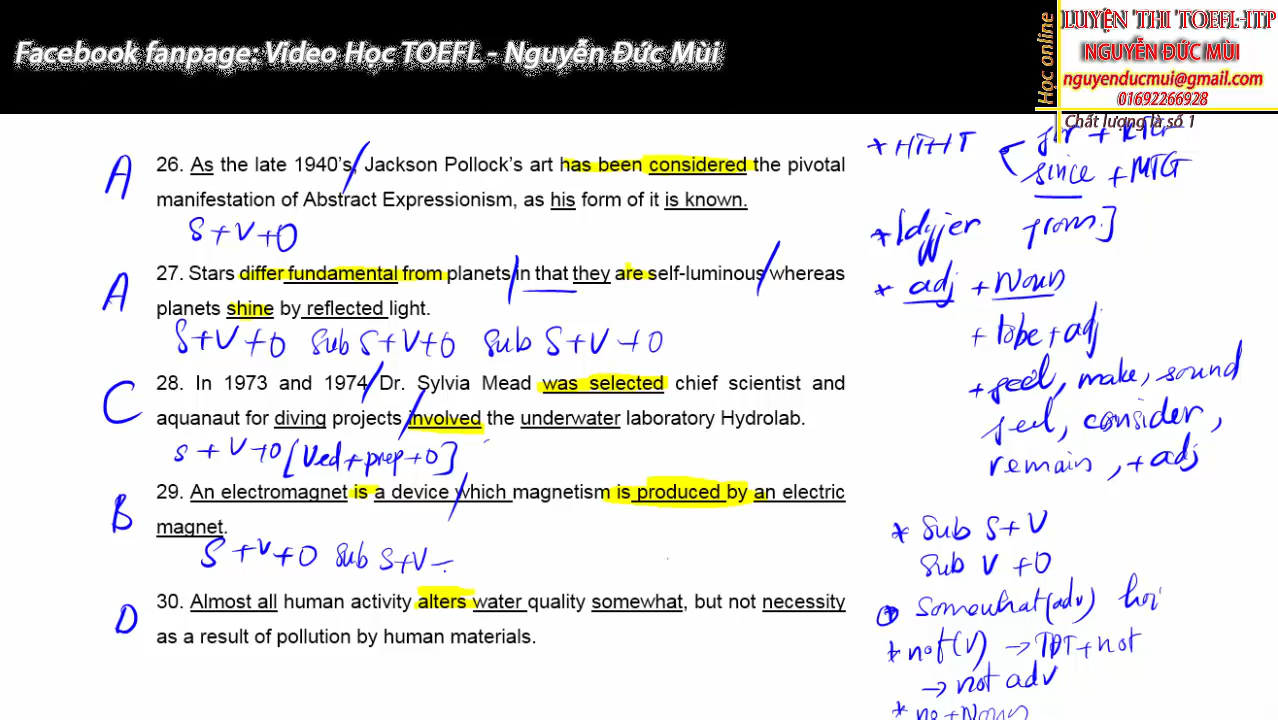 Facebook fanpage: Video Học TOEFL - Nguyễn Đức Mùi
Học online
LUYỆN THI TOEFL-ITP
NGUYỄN ĐỨC MÙI
nguyenducmui@gmail.com
01692266928
Chất lượng là số 1
A
26. As the late 1940's, Jackson Pollock's art has been considered the pivotal
manifestation of Abstract Expressionism, as his form of it is known.
S+V+O
A
27. Stars differ fundamental from planets in that they are self-luminous whereas
planets shine by reflected light.
S+V+O sub S+V+O sub S+V+O
C
28. In 1973 and 1974 Dr. Sylvia Mead was selected chief scientist and
aquanaut for diving projects involved the underwater laboratory Hydrolab.
S+V+O [Ved+prep+O]
B
29. An electromagnet is a device which magnetism is produced by an electric
magnet.
S+V+O sub S+V
D
30. Almost all human activity alters water quality somewhat, but not necessity
as a result of pollution by human materials.
* HTHT
since + MTG
from]
* adj + Noun
+ tobe + adj
+ feel, make, sound
consider,
remain, + adj
* sub S+V
sub V+O
somewhat (adv) hơi
* not (V) → TĐT + not
→ not adv
* no + Noun